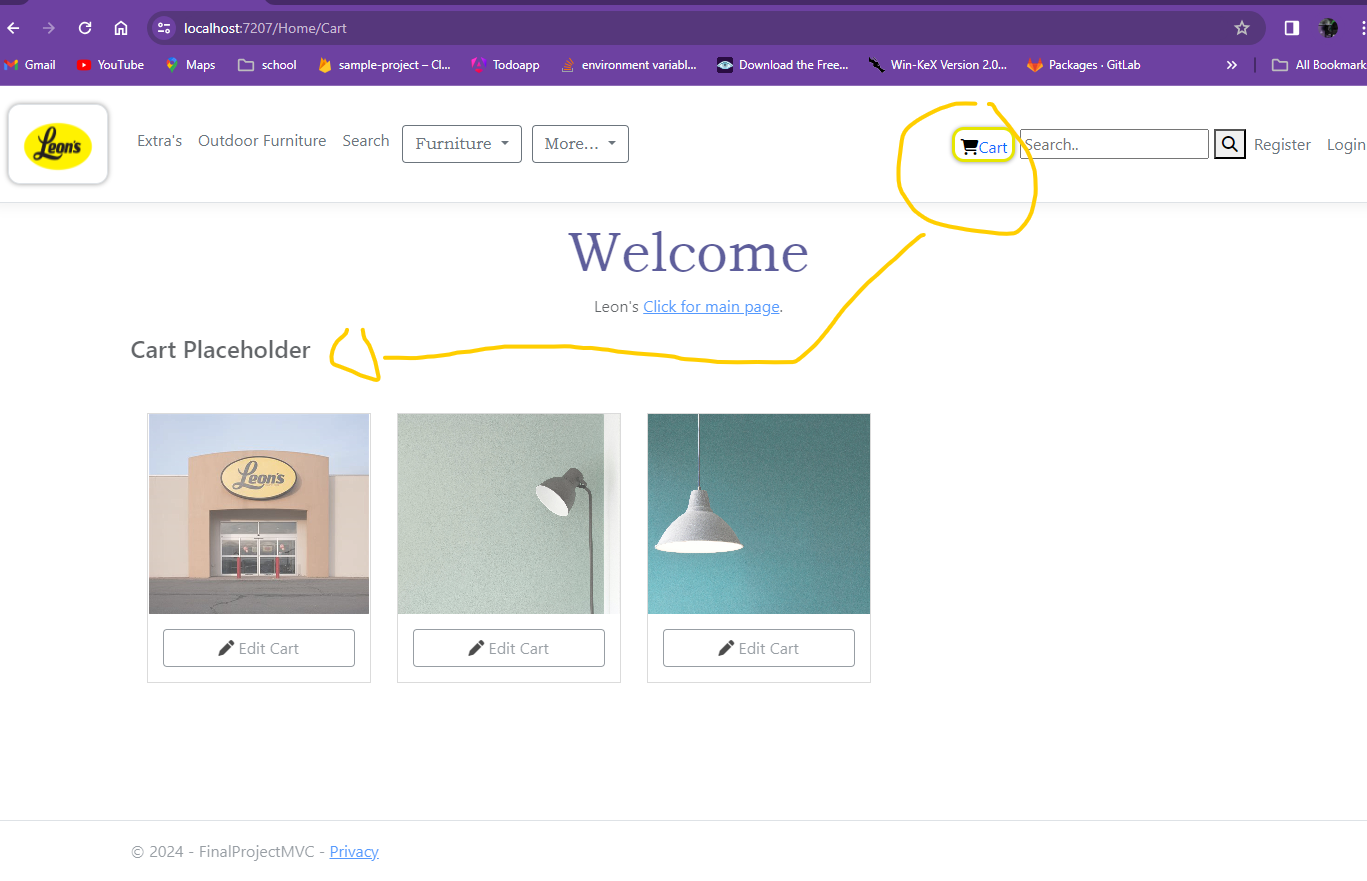 localhost:7207/Home/Cart
Gmail YouTube Maps school sample-project – Cl... Todoapp environment variabl... Download the Free... Win-KeX Version 2.0... Packages · GitLab » All Bookmark
Leon's Extra's Outdoor Furniture Search Furniture More... Cart Search.. Register Login
Welcome
Leon's Click for main page.
Cart Placeholder
Leon's
Edit Cart Edit Cart Edit Cart
© 2024 - FinalProjectMVC - Privacy